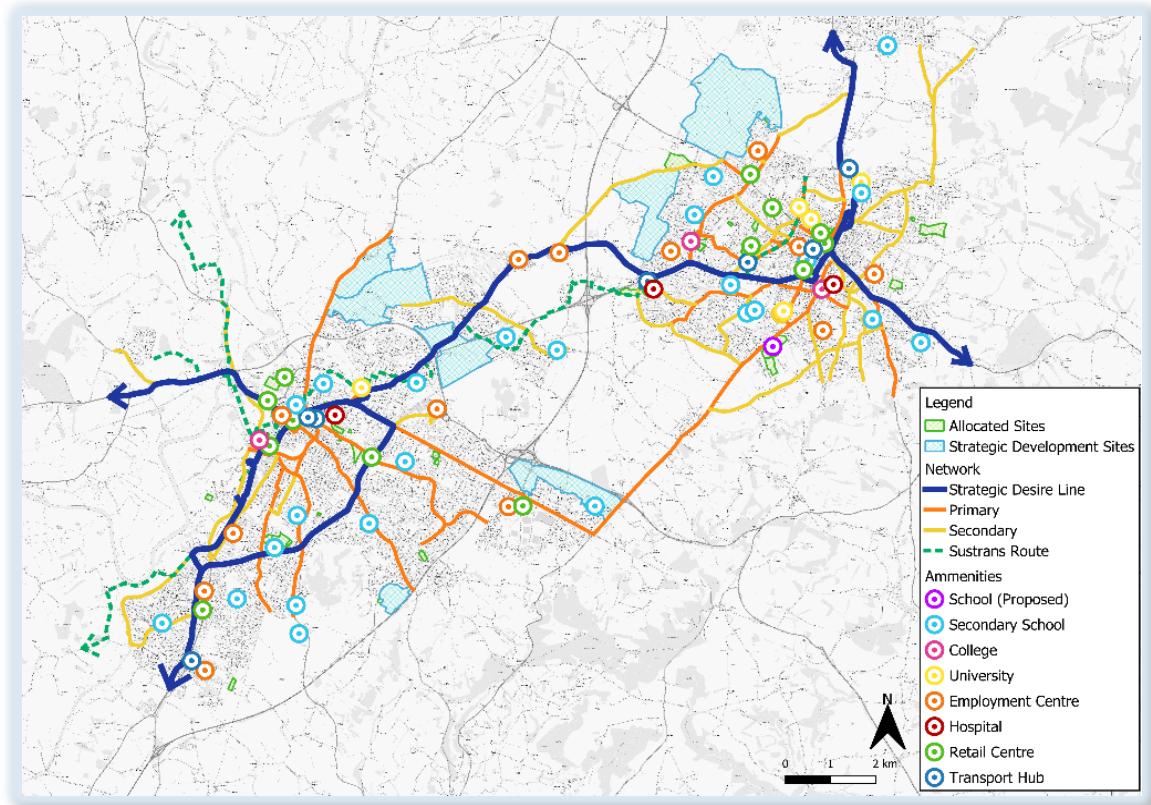 Legend
Allocated Sites
Strategic Development Sites
Network
Strategic Desire Line
Primary
Secondary
Sustrans Route
Ammenities
School (Proposed)
Secondary School
College
University
Employment Centre
Hospital
Retail Centre
Transport Hub
N
0 1 2 km